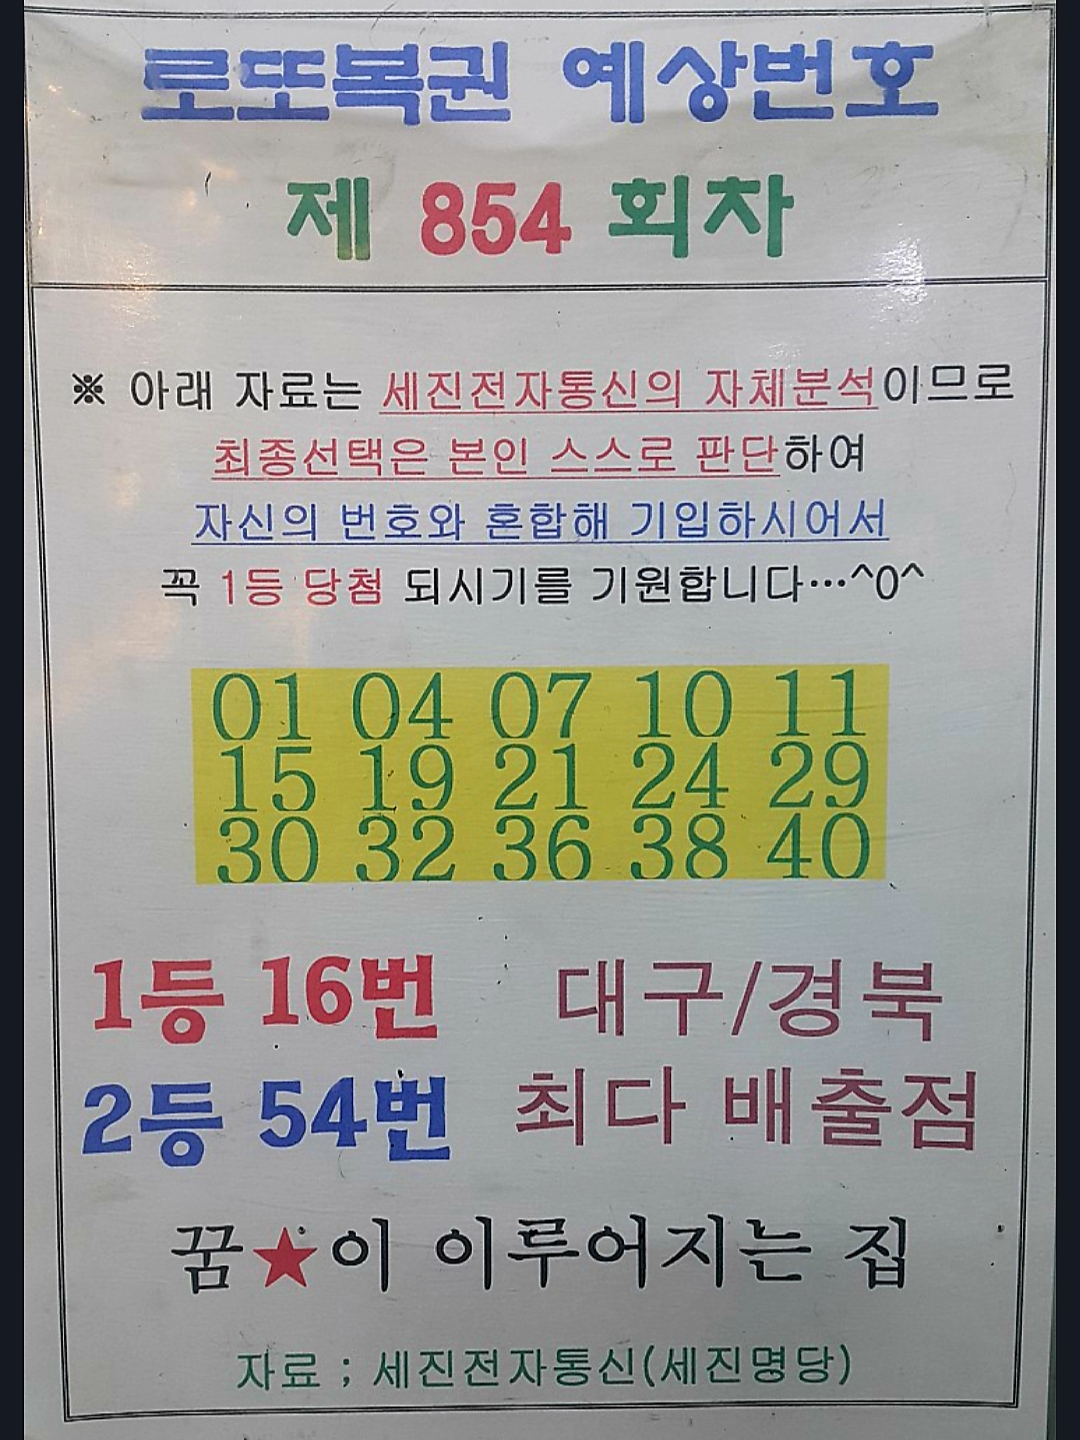 로또복권 예상번호
제 854 회차
※ 아래 자료는 세진전자통신의 자체분석이므로
최종선택은 본인 스스로 판단하여
자신의 번호와 혼합해 기입하시어서
꼭 1등 당첨 되시기를 기원합니다…^0^
01 04 07 10 11
15 19 21 24 29
30 32 36 38 40
1등 16번 대구/경북
2등 54번 최다 배출점
꿈★이 이루어지는 집
자료 ; 세진전자통신(세진명당)